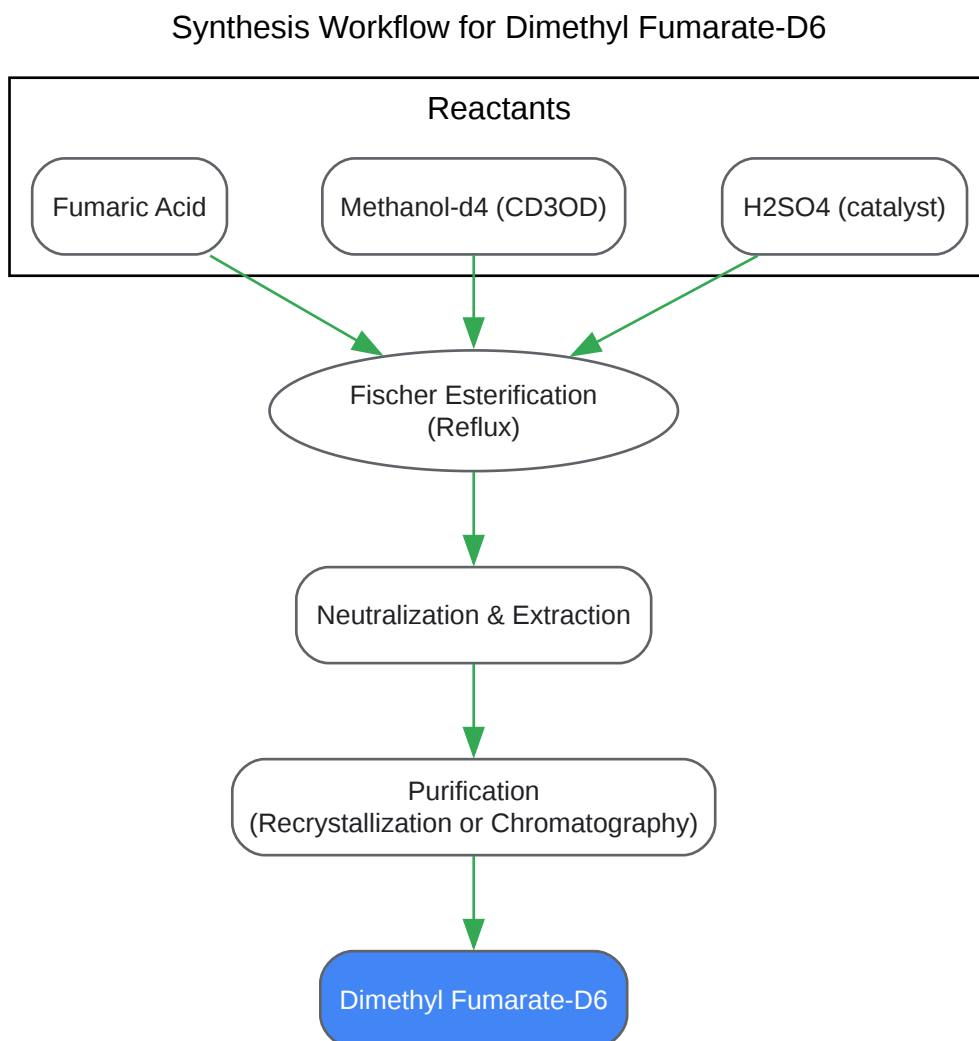 Synthesis Workflow for Dimethyl Fumarate-D6
Reactants
Fumaric Acid
Methanol-d4 (CD3OD)
H2SO4 (catalyst)
Fischer Esterification
(Reflux)
Neutralization & Extraction
Purification
(Recrystallization or Chromatography)
Dimethyl Fumarate-D6